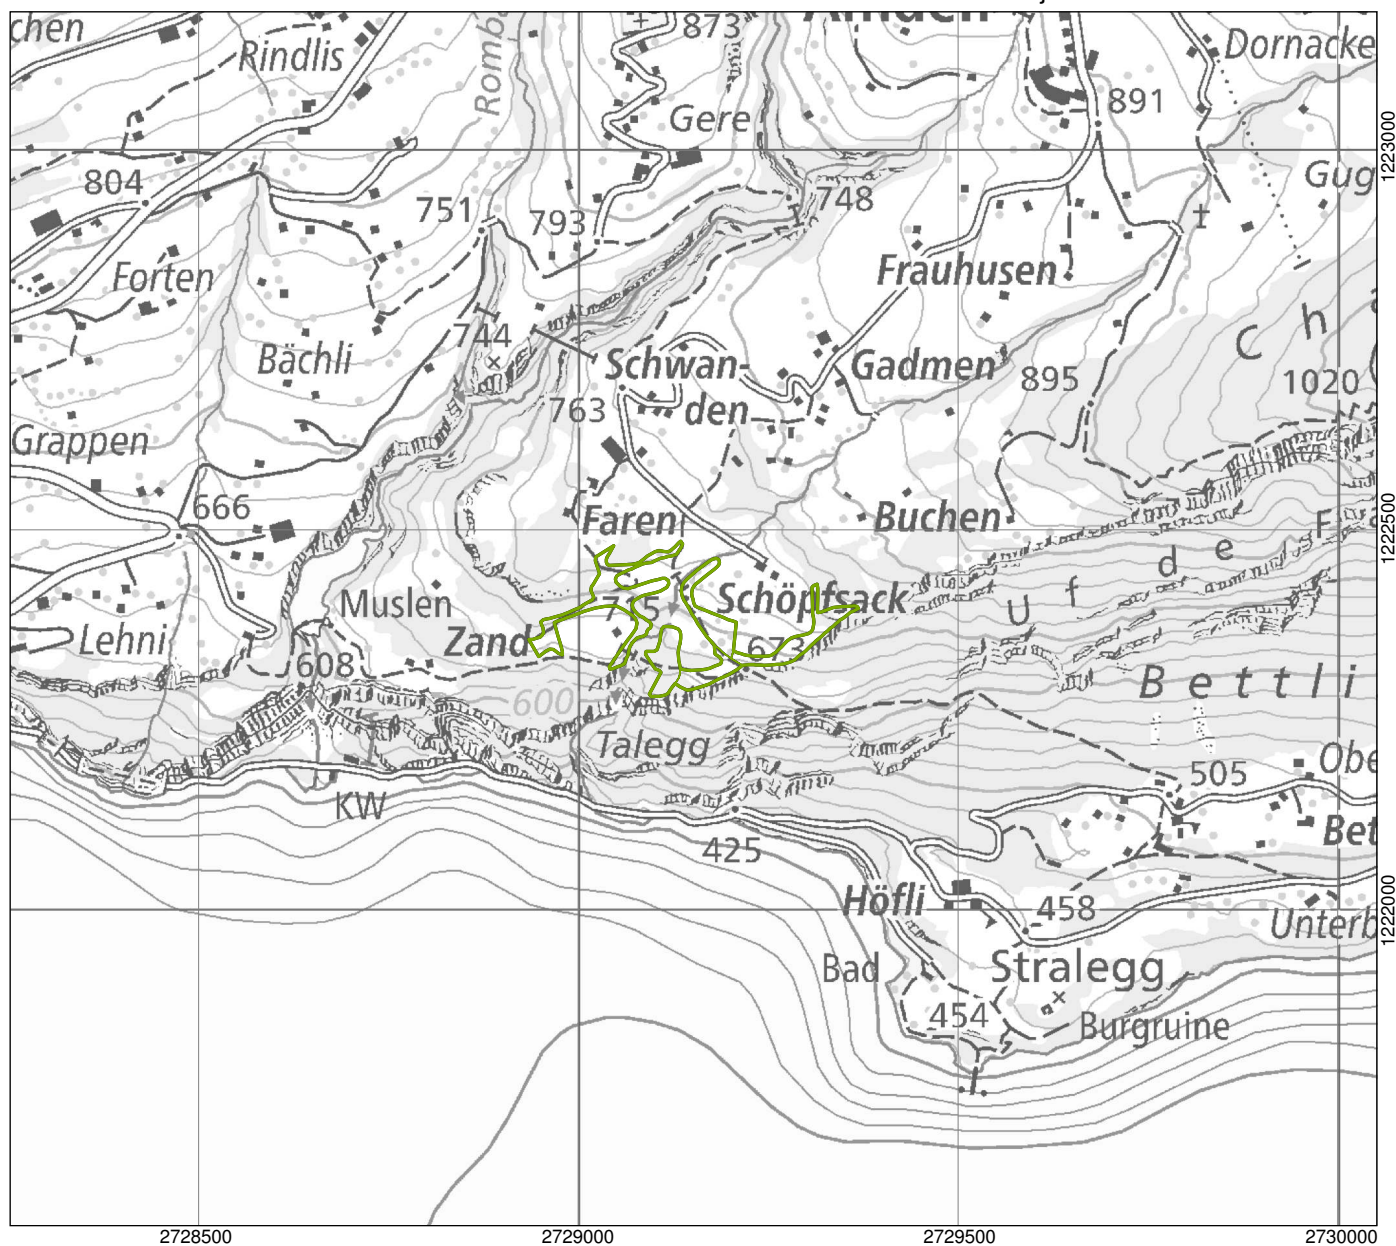 chen
Rindlis
873
Dornacke
891
Gere
1223000
804
751
793
748
Gug
Forten
Frauhusen
744
Bächli
Schwan-
den
Gadmen
895
1020
C h
763
Grappen
666
Faren
Buchen
1222500
U f d e F
Muslen
715
Schöpfsack
Lehni
Zand
673
608
600
Bettli
Talegg
505
Obe
KW
425
Bet
Höfli
458
1222000
Unterb
Bad
Stralegg
454
Burgruine
2728500
2729000
2729500
2730000